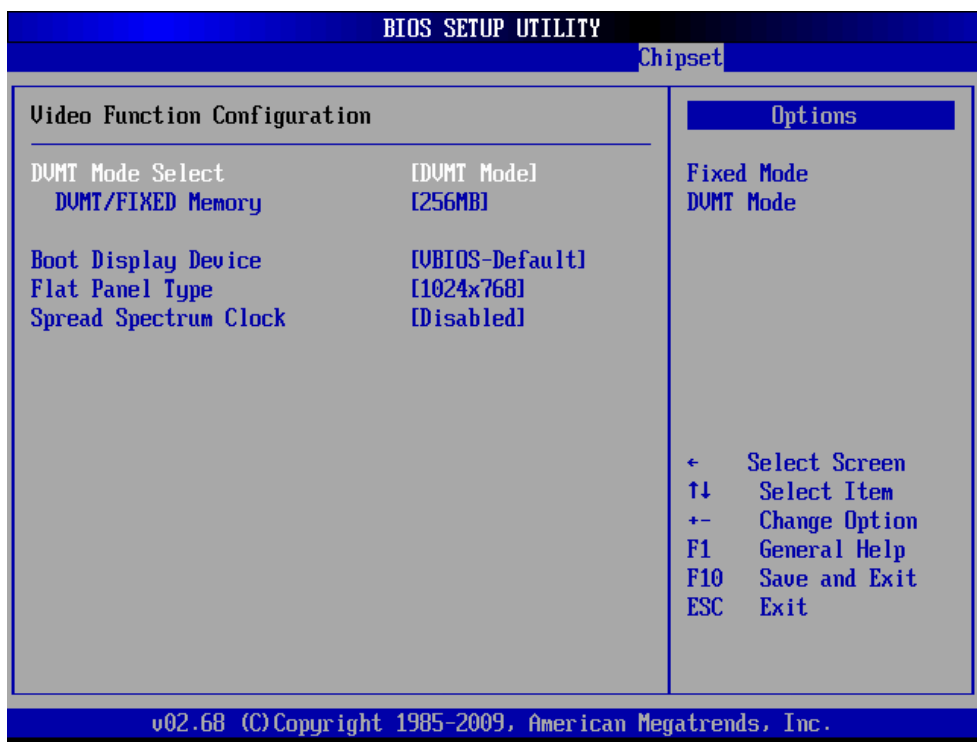 BIOS SETUP UTILITY
Chipset
Video Function Configuration
DVMT Mode Select [DVMT Mode]
DVMT/FIXED Memory [256MB]
Boot Display Device [VBIOS-Default]
Flat Panel Type [1024x768]
Spread Spectrum Clock [Disabled]
Options
Fixed Mode
DVMT Mode
← Select Screen
↑↓ Select Item
+- Change Option
F1 General Help
F10 Save and Exit
ESC Exit
v02.68 (C)Copyright 1985-2009, American Megatrends, Inc.